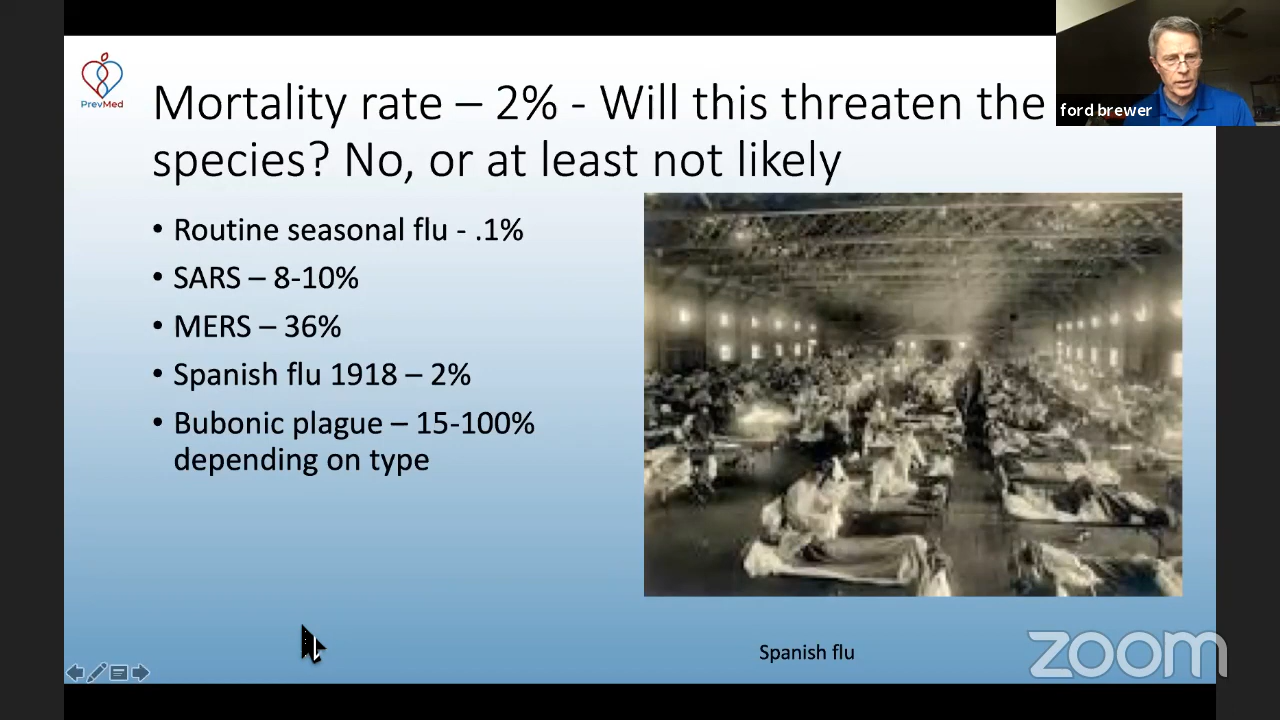 PrevMed
Mortality rate – 2% - Will this threaten the
species? No, or at least not likely
ford brewer
• Routine seasonal flu - .1%
• SARS – 8-10%
• MERS – 36%
• Spanish flu 1918 – 2%
• Bubonic plague – 15-100%
depending on type
Spanish flu
zoom